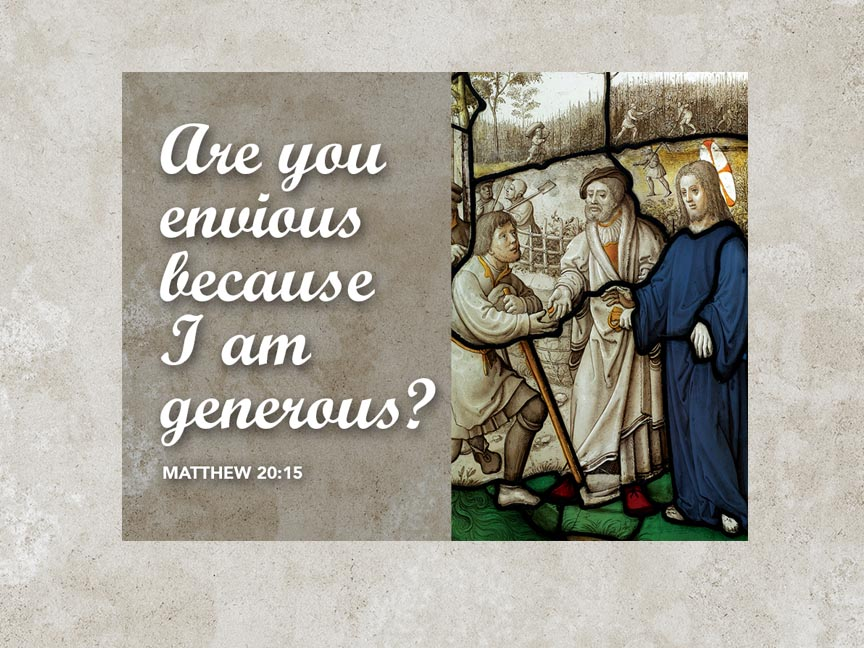 Are you
envious
because
I am
generous?
MATTHEW 20:15